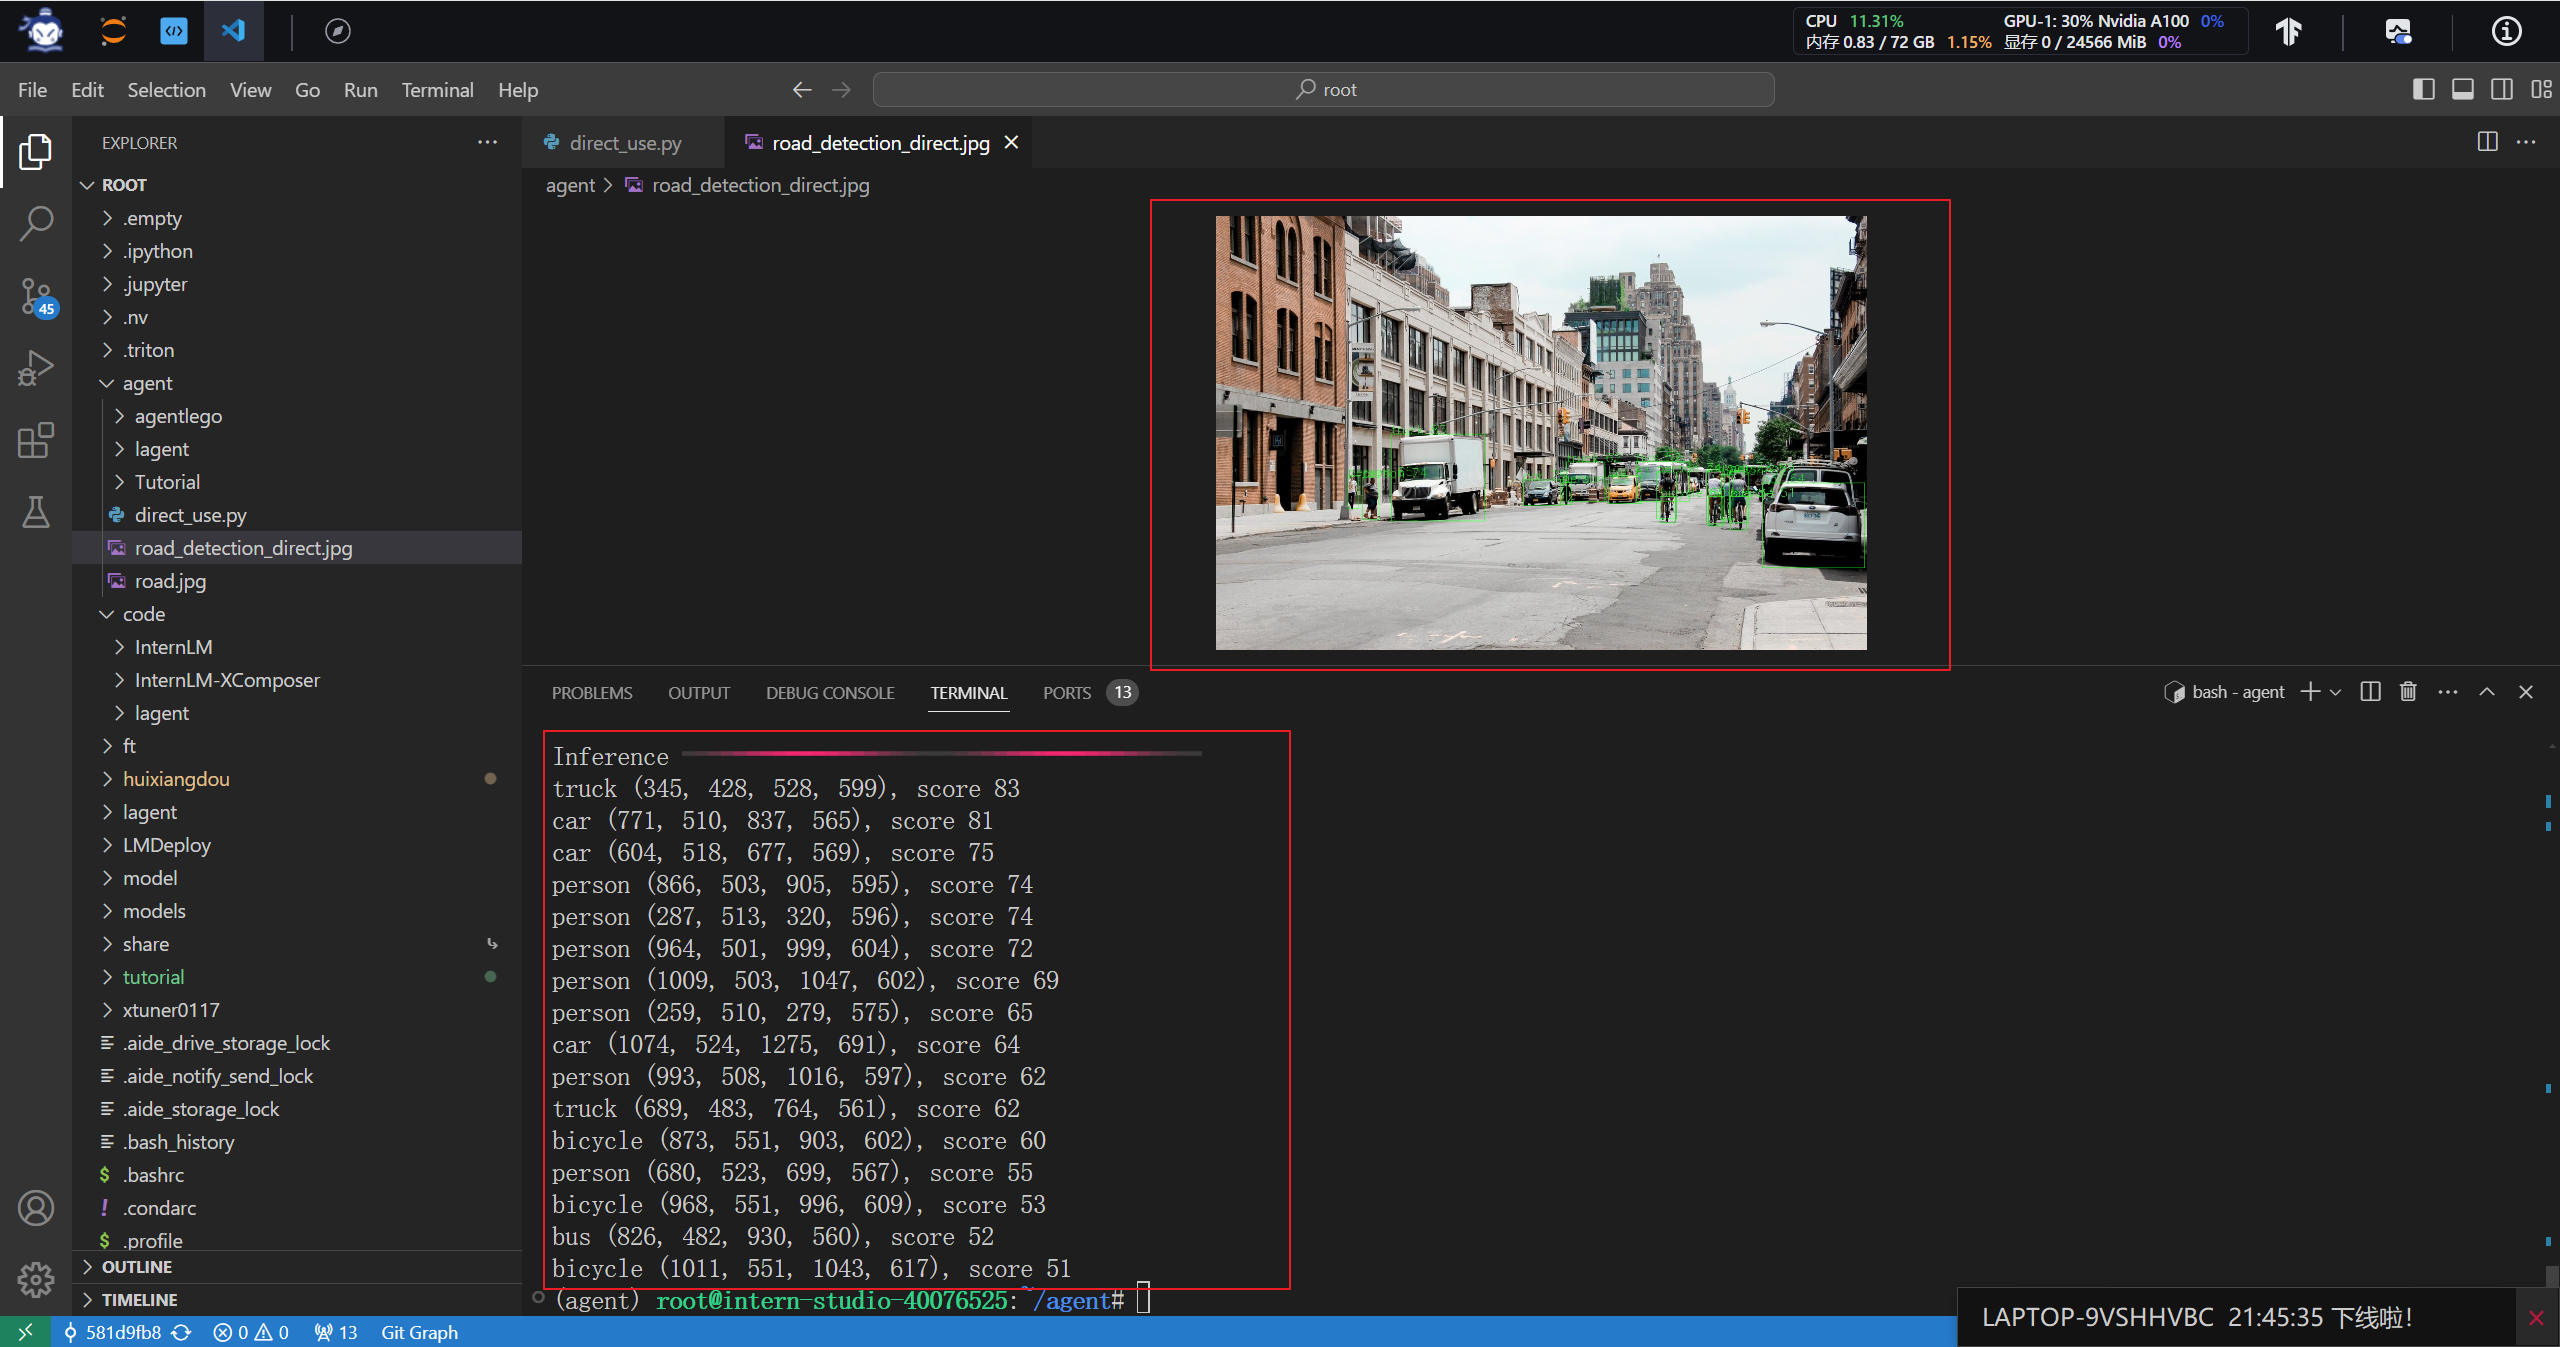 CPU 11.31%
GPU-1: 30% Nvidia A100 0%
内存 0.83 / 72 GB 1.15%
显存 0 / 24566 MiB 0%
File Edit Selection View Go Run Terminal Help
root
EXPLORER
direct_use.py
road_detection_direct.jpg
agent
road_detection_direct.jpg
ROOT
.empty
.ipython
.jupyter
.nv
.triton
agent
agentlego
lagent
Tutorial
direct_use.py
road_detection_direct.jpg
road.jpg
code
InternLM
InternLM-XComposer
lagent
ft
huixiangdou
lagent
LMDeploy
model
models
share
tutorial
xtuner0117
.aide_drive_storage_lock
.aide_notify_send_lock
.aide_storage_lock
.bash_history
.bashrc
.condarc
.profile
OUTLINE
TIMELINE
45
PROBLEMS OUTPUT DEBUG CONSOLE TERMINAL PORTS 13
bash - agent
Inference
truck (345, 428, 528, 599), score 83
car (771, 510, 837, 565), score 81
car (604, 518, 677, 569), score 75
person (866, 503, 905, 595), score 74
person (287, 513, 320, 596), score 74
person (964, 501, 999, 604), score 72
person (1009, 503, 1047, 602), score 69
person (259, 510, 279, 575), score 65
car (1074, 524, 1275, 691), score 64
person (993, 508, 1016, 597), score 62
truck (689, 483, 764, 561), score 62
bicycle (873, 551, 903, 602), score 60
person (680, 523, 699, 567), score 55
bicycle (968, 551, 996, 609), score 53
bus (826, 482, 930, 560), score 52
bicycle (1011, 551, 1043, 617), score 51
(agent) root@intern-studio-40076525:~/agent#
581d9fb8 0 0 13 Git Graph
LAPTOP-9VSHHVBC 21:45:35 下线啦!